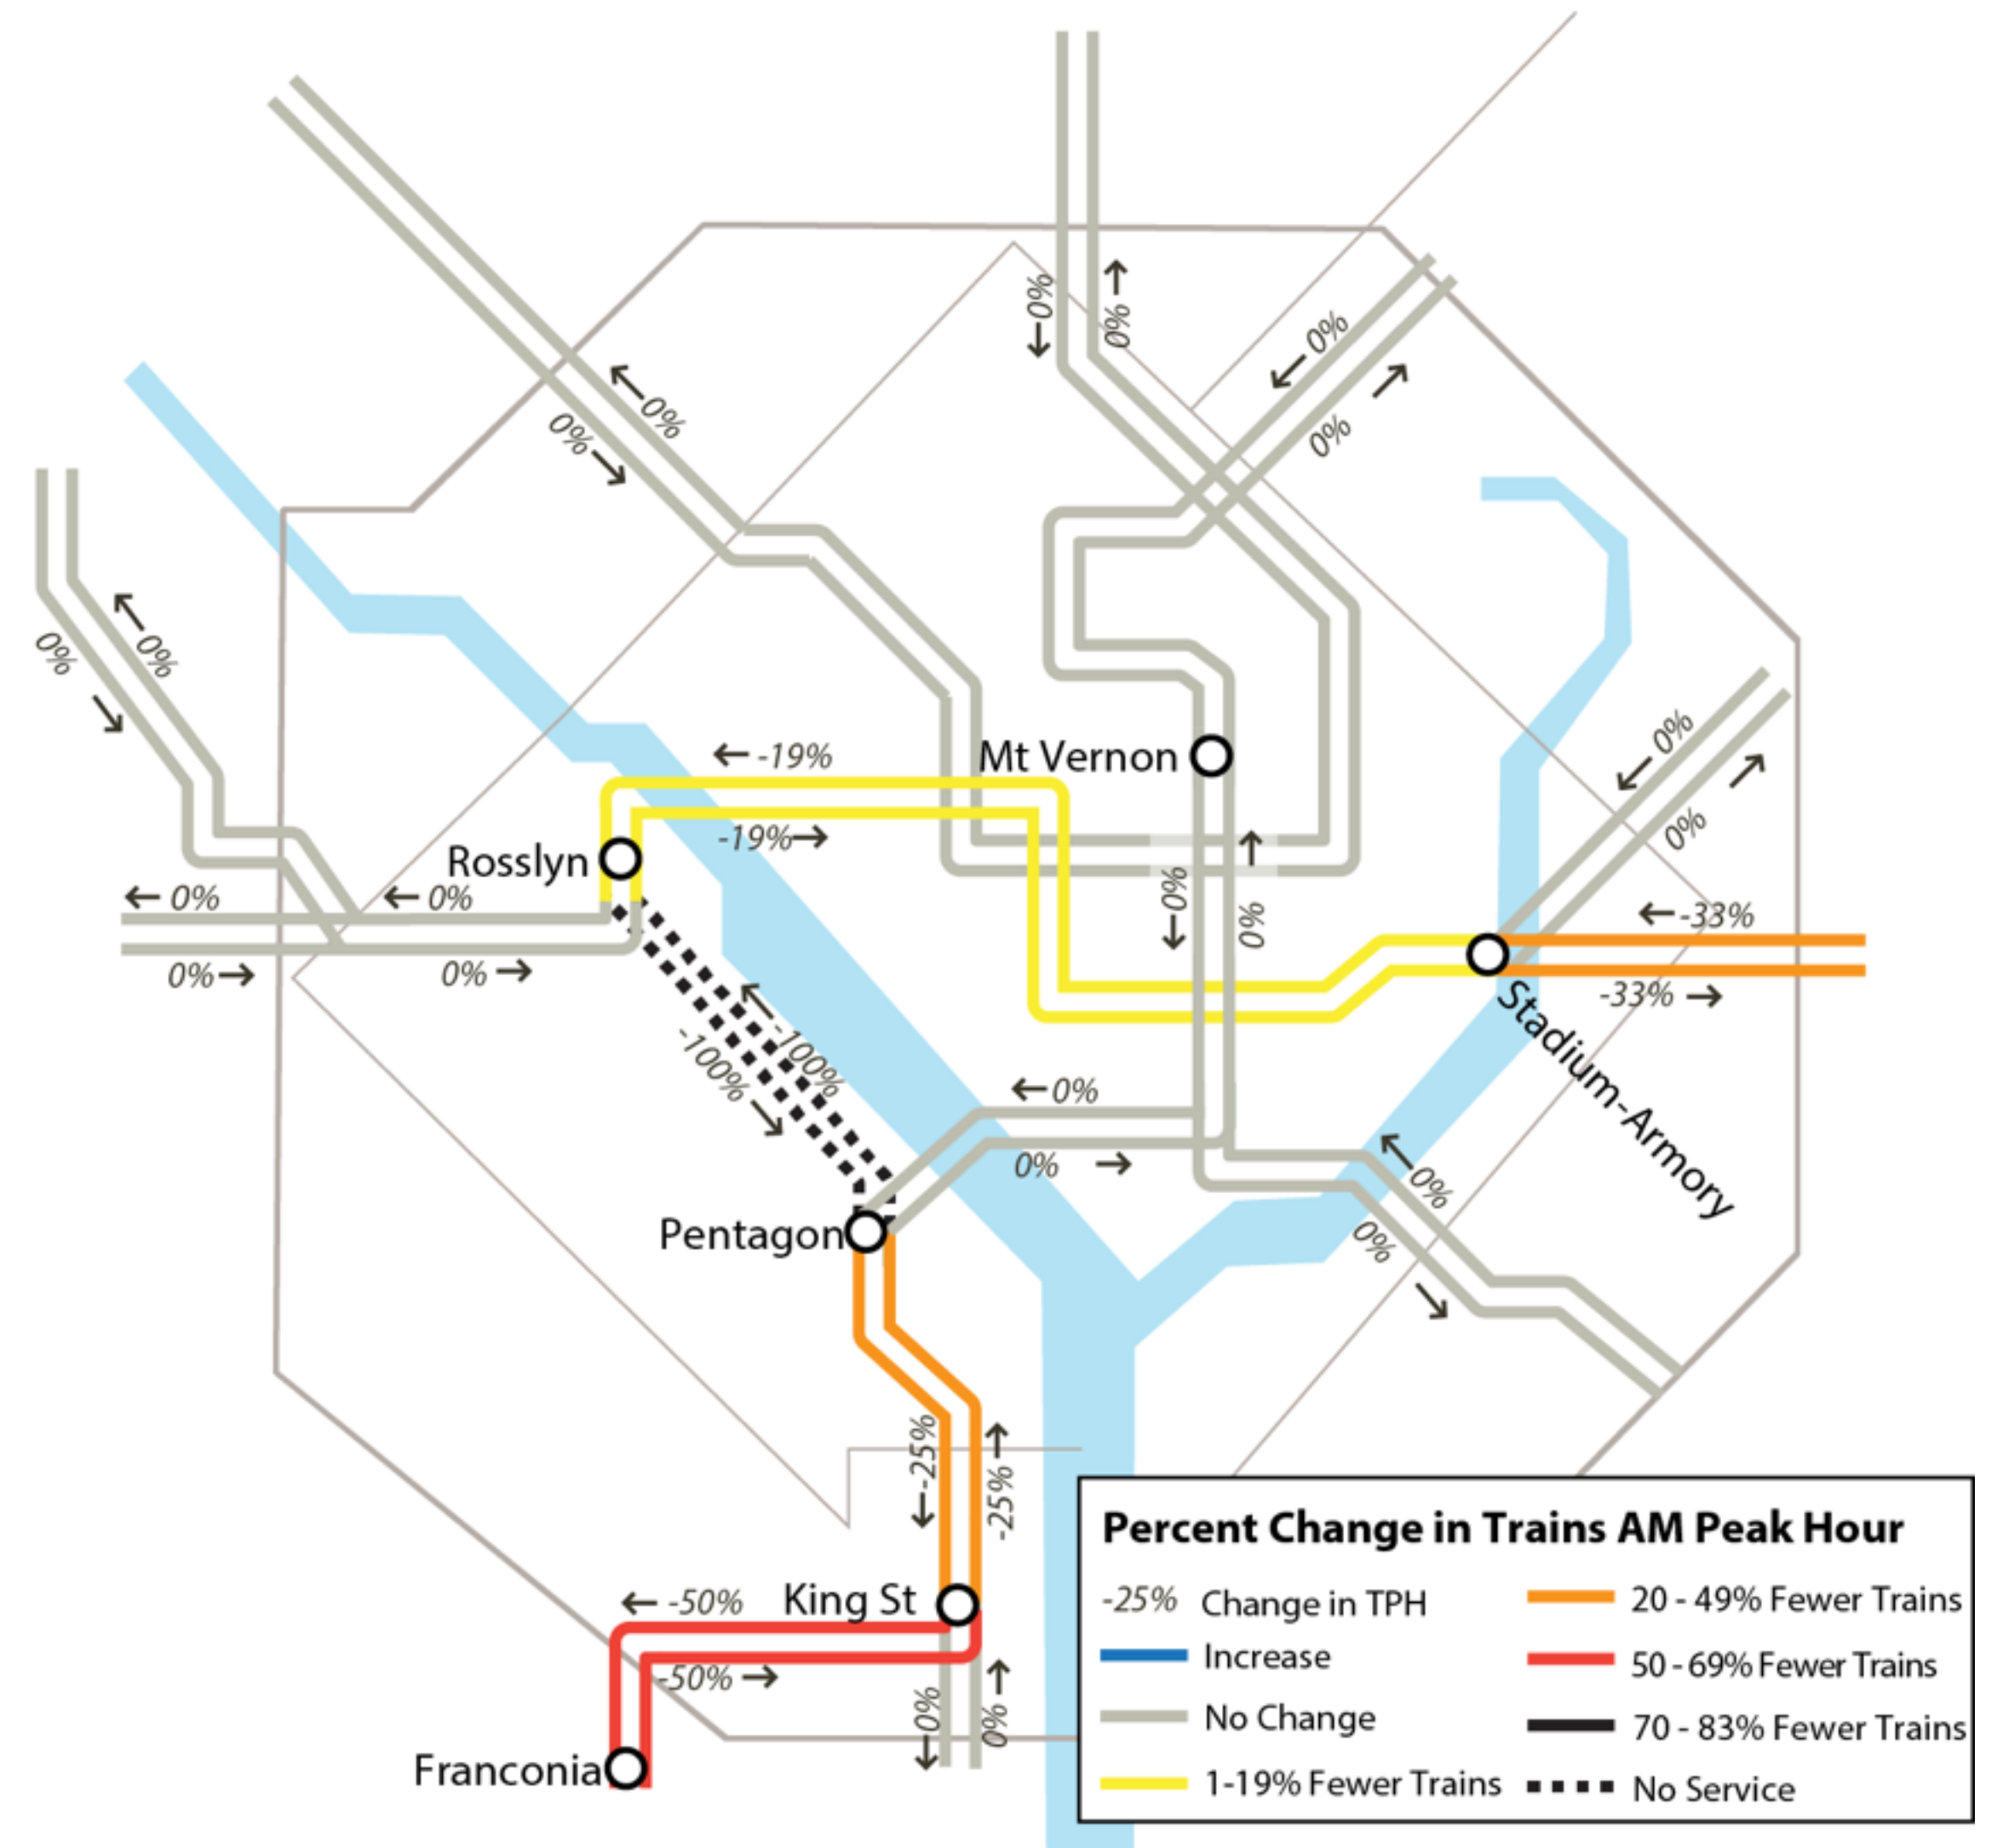 0%
0%
0%
0%
0%
0%
0%
0%
← -19%
Mt Vernon
-19%→
0%
0%
Rosslyn
← 0%
← 0%
0%→
0% →
0%
0%
←-33%
-33% →
Stadium-Armory
-100%
-100%
←0%
0% →
0%
0%
Pentagon
-25%
-25%
← -50%
King St
-50% →
0%
0%
Franconia
Percent Change in Trains AM Peak Hour
-25% Change in TPH
Increase
No Change
1-19% Fewer Trains
20 - 49% Fewer Trains
50 - 69% Fewer Trains
70 - 83% Fewer Trains
No Service